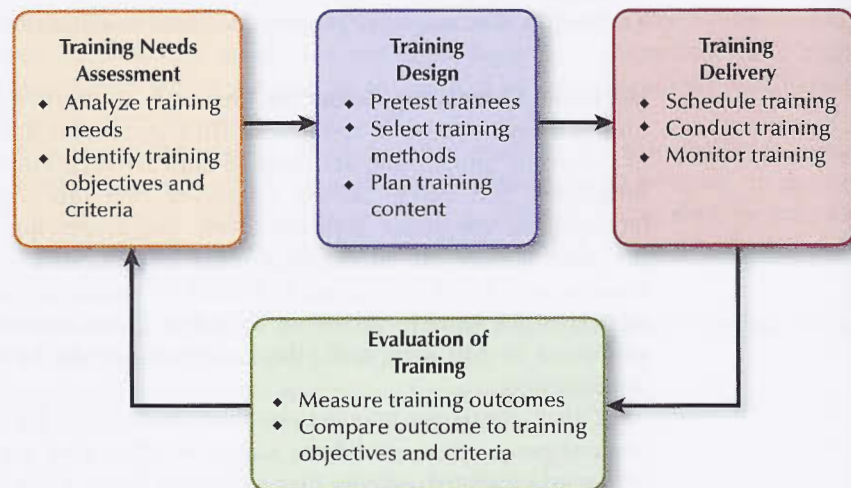 Training Needs
Assessment
◆ Analyze training
needs
◆ Identify training
objectives and
criteria
Training
Design
◆ Pretest trainees
◆ Select training
methods
◆ Plan training
content
Training
Delivery
◆ Schedule training
◆ Conduct training
◆ Monitor training
Evaluation of
Training
◆ Measure training outcomes
◆ Compare outcome to training
objectives and criteria